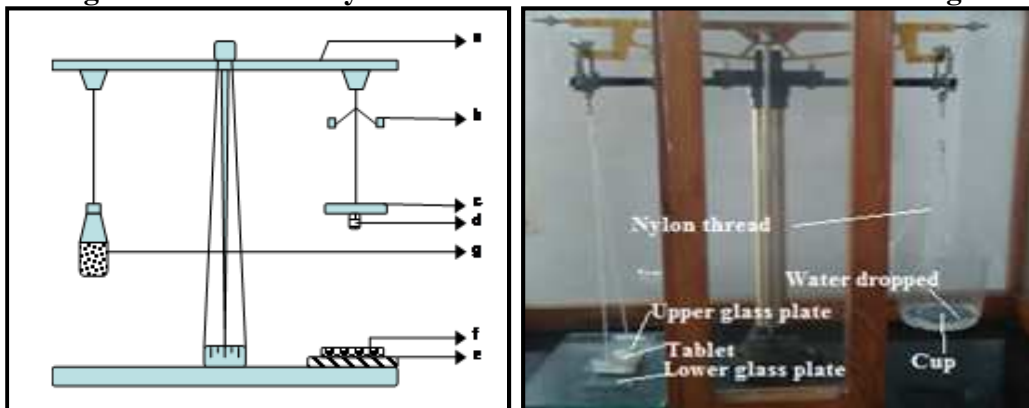 a
b
c
d
g
f
e
Nylon thread
Water dropped
Upper glass plate
Tablet
Lower glass plate
Cup